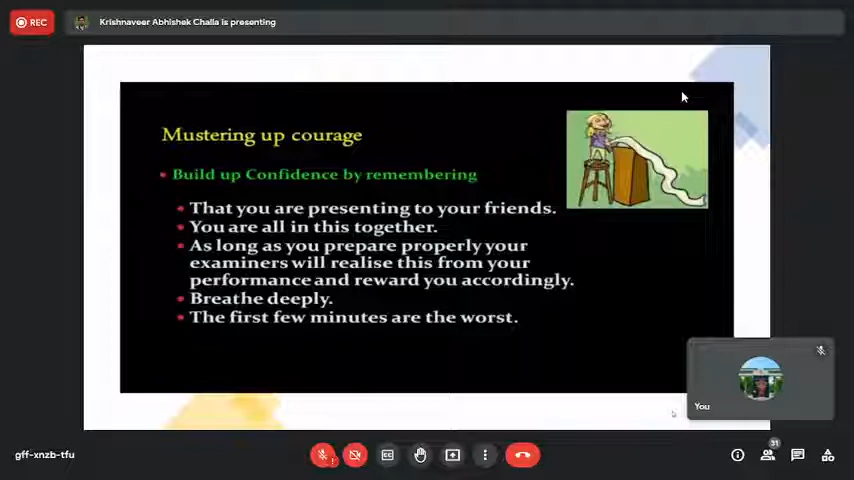 REC
Krishnaveer Abhishek Challa is presenting
Mustering up courage
Build up Confidence by remembering
That you are presenting to your friends.
You are all in this together.
As long as you prepare properly your
examiners will realise this from your
performance and reward you accordingly.
Breathe deeply.
The first few minutes are the worst.
You
gff-xnzb-tfu
31